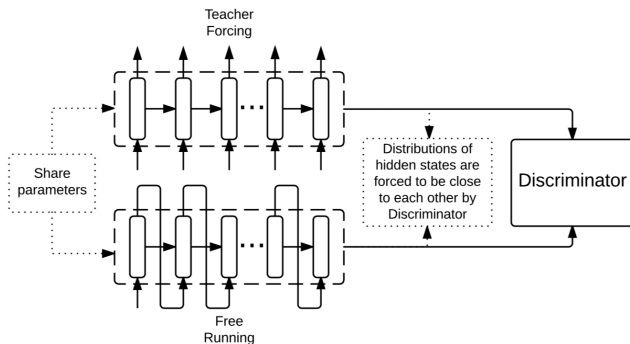 Teacher
Forcing
Share
parameters
Distributions of
hidden states are
forced to be close
to each other by
Discriminator
Discriminator
Free
Running